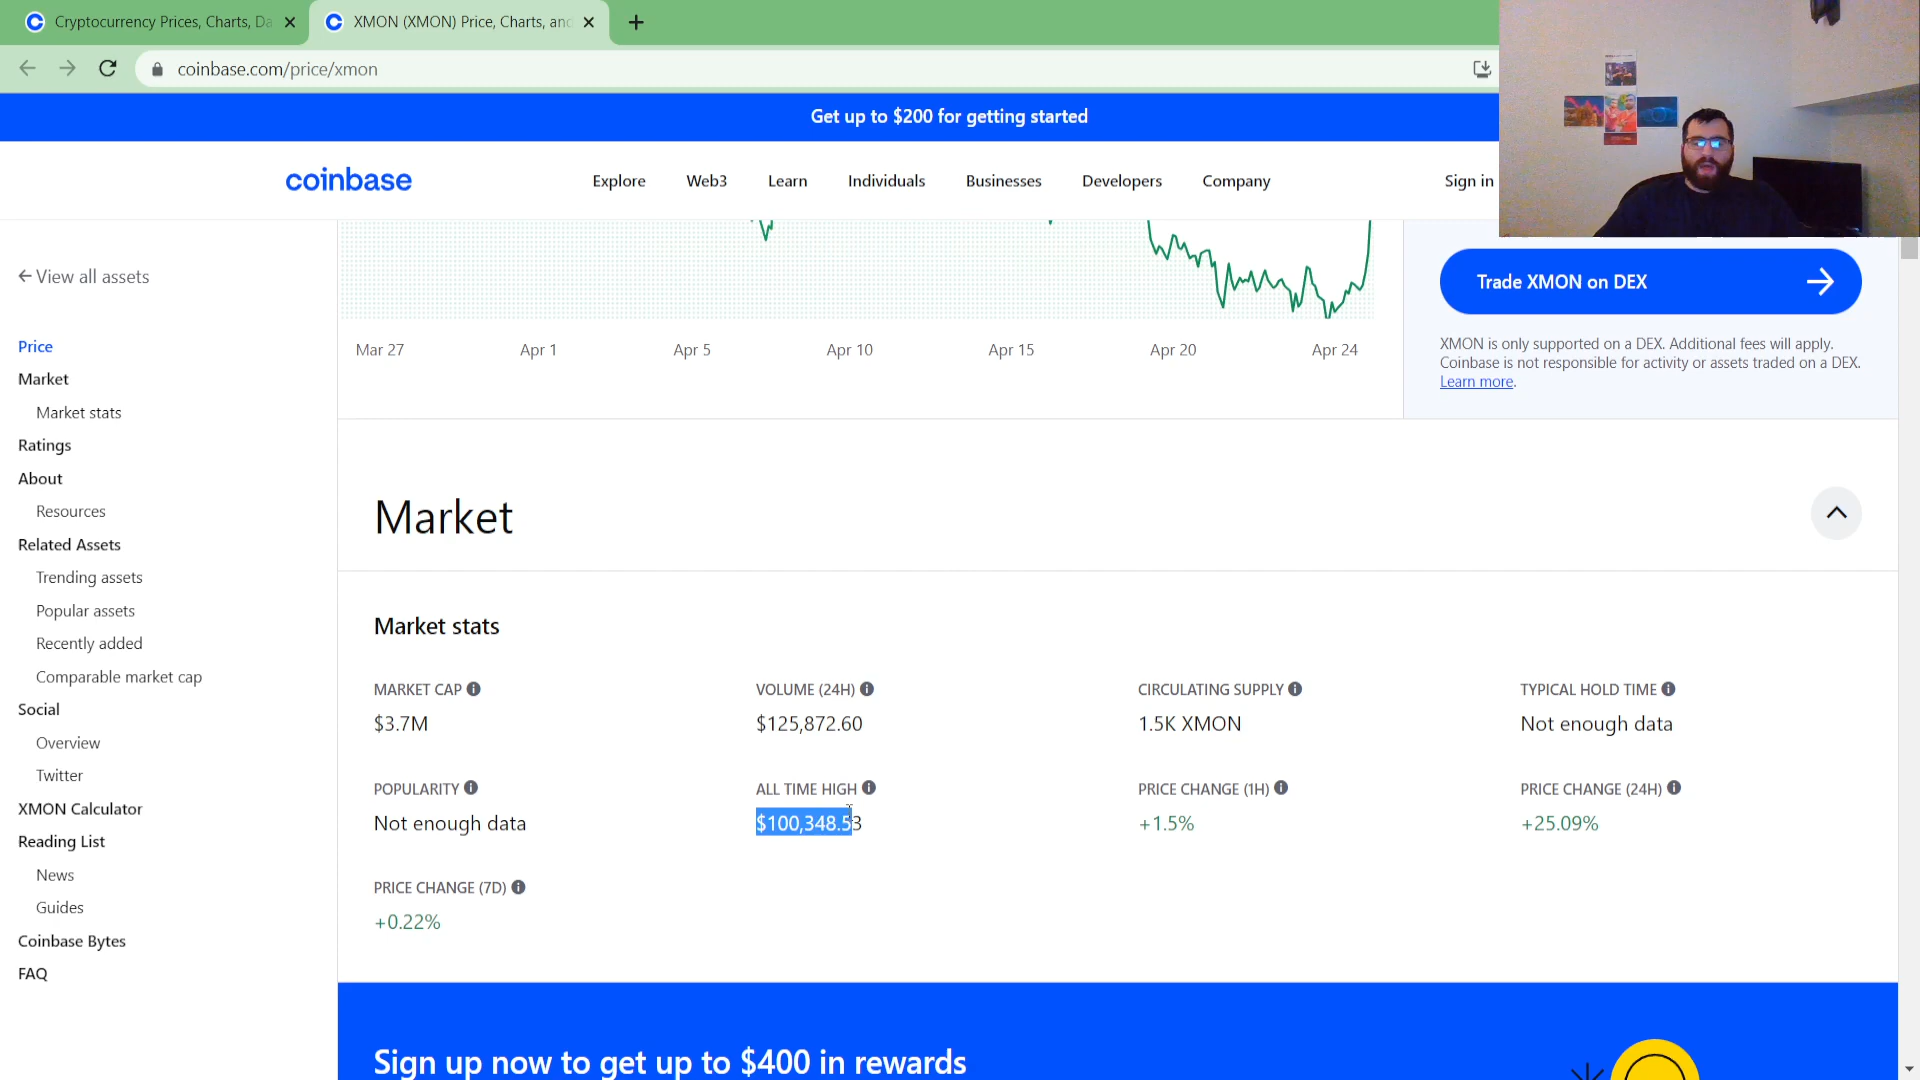 Cryptocurrency Prices, Charts, Da
XMON (XMON) Price, Charts, an
coinbase.com/price/xmon
Get up to $200 for getting started
coinbase
Explore
Web3
Learn
Individuals
Businesses
Developers
Company
Sign in
View all assets
Price
Market
Market stats
Ratings
About
Resources
Related Assets
Trending assets
Popular assets
Recently added
Comparable market cap
Social
Overview
Twitter
XMON Calculator
Reading List
News
Guides
Coinbase Bytes
FAQ
Mar 27
Apr 1
Apr 5
Apr 10
Apr 15
Apr 20
Apr 24
Trade XMON on DEX
XMON is only supported on a DEX. Additional fees will apply.
Coinbase is not responsible for activity or assets traded on a DEX.
Learn more.
Market
Market stats
MARKET CAP
$3.7M
VOLUME (24H)
$125,872.60
CIRCULATING SUPPLY
1.5K XMON
TYPICAL HOLD TIME
Not enough data
POPULARITY
Not enough data
ALL TIME HIGH
$100,348.53
PRICE CHANGE (1H)
+1.5%
PRICE CHANGE (24H)
+25.09%
PRICE CHANGE (7D)
+0.22%
Sign up now to get up to $400 in rewards